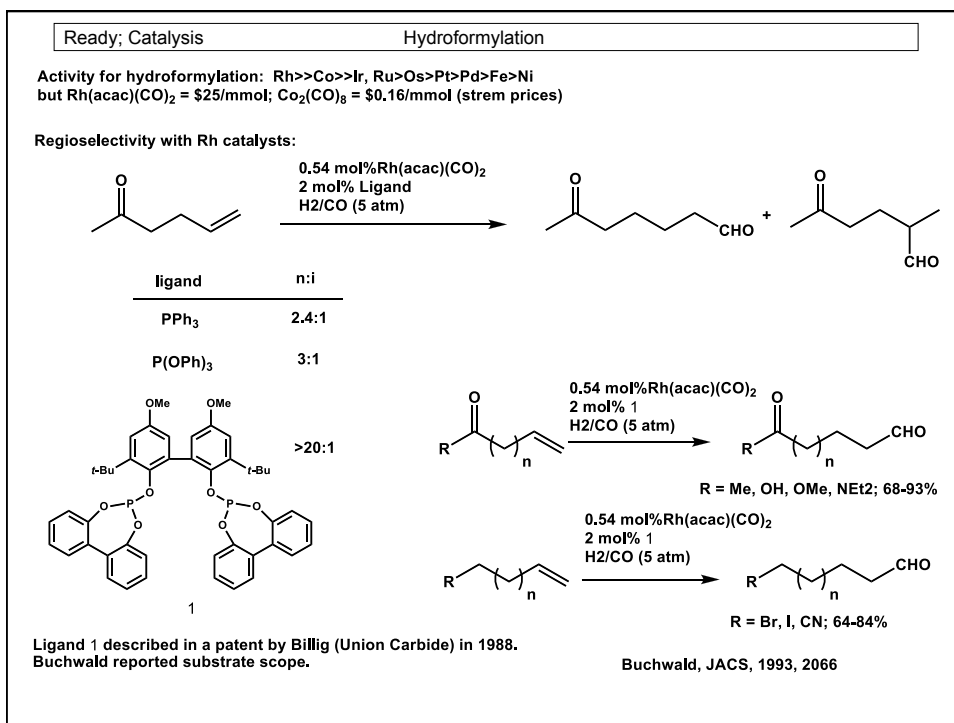 Ready; Catalysis Hydroformylation
Activity for hydroformylation: Rh>>Co>>Ir, Ru>Os>Pt>Pd>Fe>Ni
but Rh(acac)(CO)2 = $25/mmol; Co2(CO)8 = $0.16/mmol (strem prices)
Regioselectivity with Rh catalysts:
0.54 mol%Rh(acac)(CO)2
2 mol% Ligand
H2/CO (5 atm)
O
O
CHO
+
O
CHO
ligand n:i
PPh3 2.4:1
P(OPh)3 3:1
OMe OMe
t-Bu t-Bu
>20:1
O O
O P P O
O O
1
O
R
n
0.54 mol%Rh(acac)(CO)2
2 mol% 1
H2/CO (5 atm)
O
R
n
CHO
R = Me, OH, OMe, NEt2; 68-93%
R
n
0.54 mol%Rh(acac)(CO)2
2 mol% 1
H2/CO (5 atm)
R
n
CHO
R = Br, I, CN; 64-84%
Ligand 1 described in a patent by Billig (Union Carbide) in 1988.
Buchwald reported substrate scope.
Buchwald, JACS, 1993, 2066